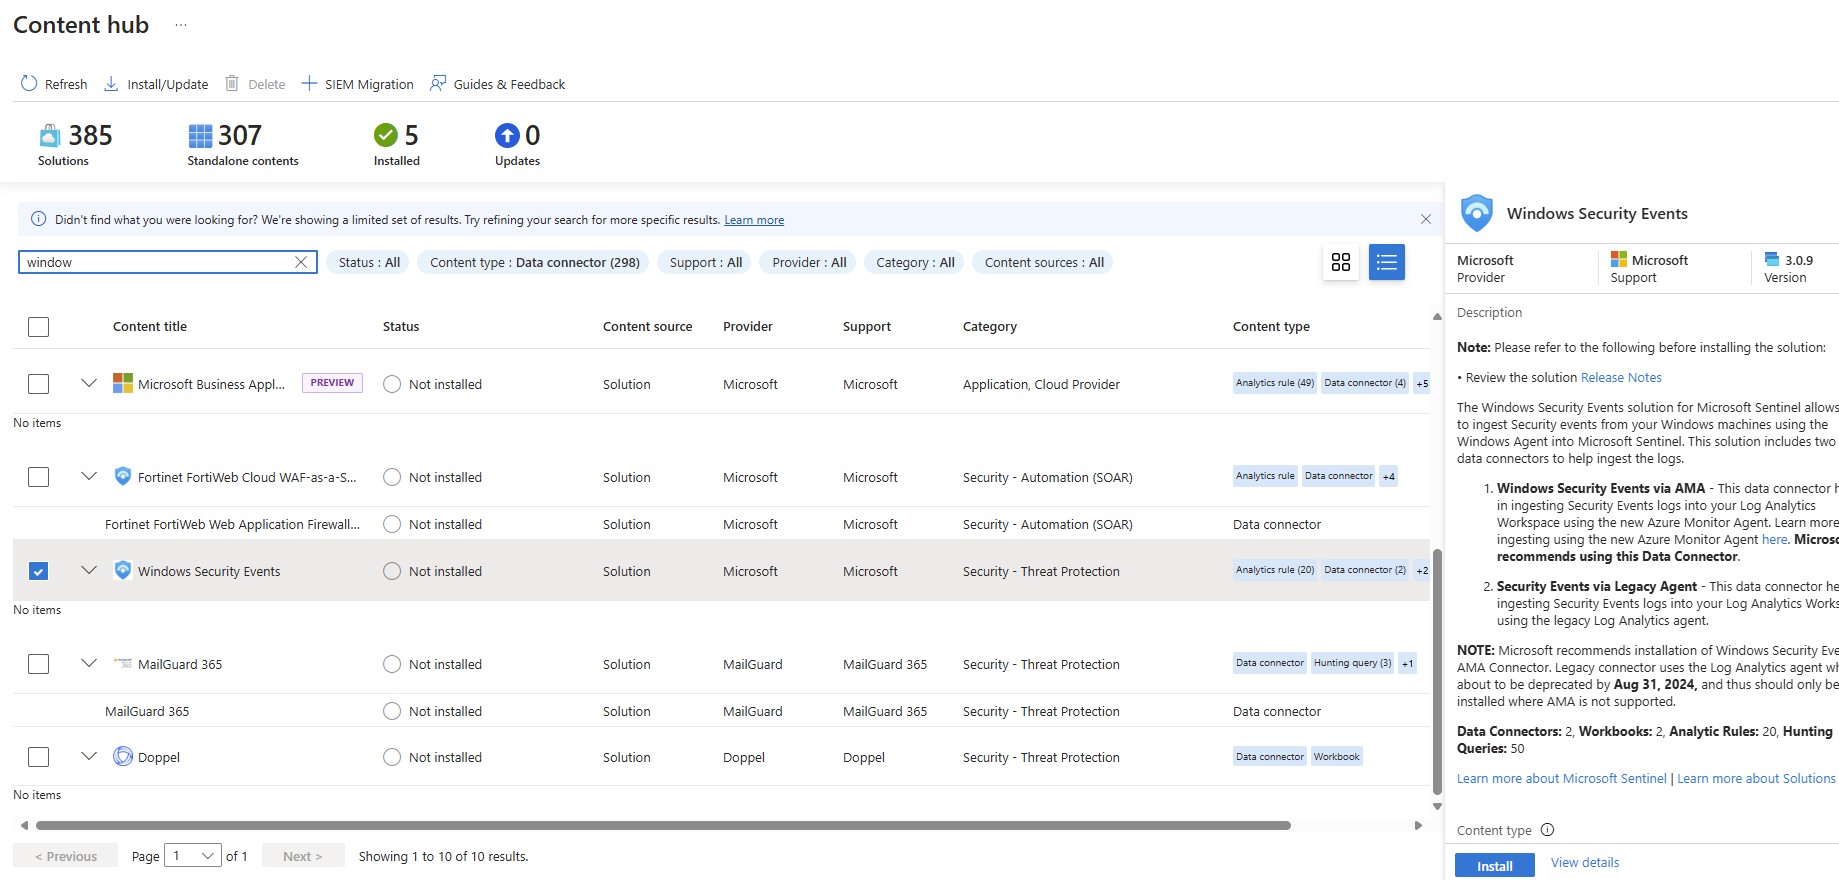 Content hub ...
Refresh Install/Update Delete SIEM Migration Guides & Feedback
385 307 5 0
Solutions Standalone contents Installed Updates
Didn't find what you were looking for? We're showing a limited set of results. Try refining your search for more specific results. Learn more
window Status : All Content type : Data connector (298) Support : All Provider : All Category : All Content sources : All
Content title Status Content source Provider Support Category Content type
Microsoft Business Appl... PREVIEW Not installed Solution Microsoft Microsoft Application, Cloud Provider Analytics rule (49) Data connector (4) +5
No items
Fortinet FortiWeb Cloud WAF-as-a-S... Not installed Solution Microsoft Microsoft Security - Automation (SOAR) Analytics rule Data connector +4
Fortinet FortiWeb Web Application Firewall... Not installed Solution Microsoft Microsoft Security - Automation (SOAR) Data connector
Windows Security Events Not installed Solution Microsoft Microsoft Security - Threat Protection Analytics rule (20) Data connector (2) +2
No items
MailGuard 365 Not installed Solution MailGuard MailGuard 365 Security - Threat Protection Data connector Hunting query (3) +1
MailGuard 365 Not installed Solution MailGuard MailGuard 365 Security - Threat Protection Data connector
Doppel Not installed Solution Doppel Doppel Security - Threat Protection Data connector Workbook
No items
< Previous Page 1 of 1 Next > Showing 1 to 10 of 10 results.
Windows Security Events
Microsoft Microsoft 3.0.9
Provider Support Version
Description
Note: Please refer to the following before installing the solution:
• Review the solution Release Notes
The Windows Security Events solution for Microsoft Sentinel allows
to ingest Security events from your Windows machines using the
Windows Agent into Microsoft Sentinel. This solution includes two
data connectors to help ingest the logs.
1. Windows Security Events via AMA - This data connector h
in ingesting Security Events logs into your Log Analytics
Workspace using the new Azure Monitor Agent. Learn more
ingesting using the new Azure Monitor Agent here. Microso
recommends using this Data Connector.
2. Security Events via Legacy Agent - This data connector he
ingesting Security Events logs into your Log Analytics Works
using the legacy Log Analytics agent.
NOTE: Microsoft recommends installation of Windows Security Eve
AMA Connector. Legacy connector uses the Log Analytics agent wh
about to be deprecated by Aug 31, 2024, and thus should only be
installed where AMA is not supported.
Data Connectors: 2, Workbooks: 2, Analytic Rules: 20, Hunting
Queries: 50
Learn more about Microsoft Sentinel | Learn more about Solutions
Content type
Install View details